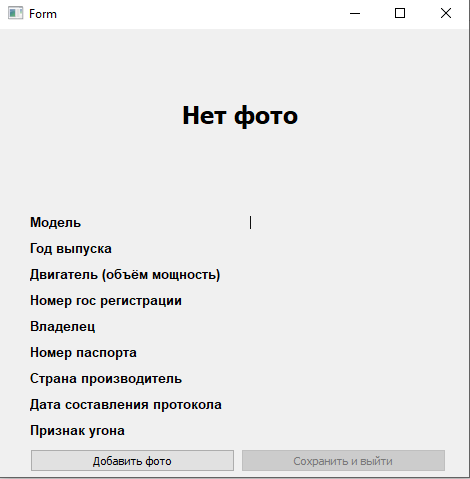 Form
Нет фото
Модель
Год выпуска
Двигатель (объём мощность)
Номер гос регистрации
Владелец
Номер паспорта
Страна производитель
Дата составления протокола
Признак угона
Добавить фото
Сохранить и выйти